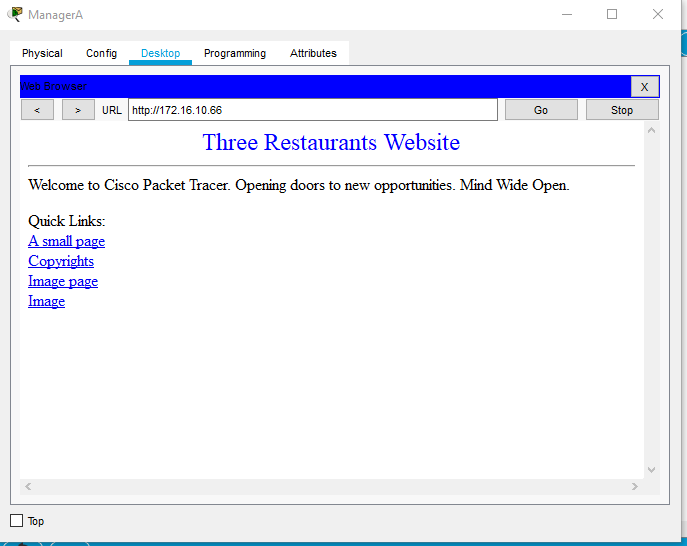 ManagerA
Physical Config Desktop Programming Attributes
Web Browser
X
< > URL http://172.16.10.66 Go Stop
Three Restaurants Website
Welcome to Cisco Packet Tracer. Opening doors to new opportunities. Mind Wide Open.
Quick Links:
A small page
Copyrights
Image page
Image
Top